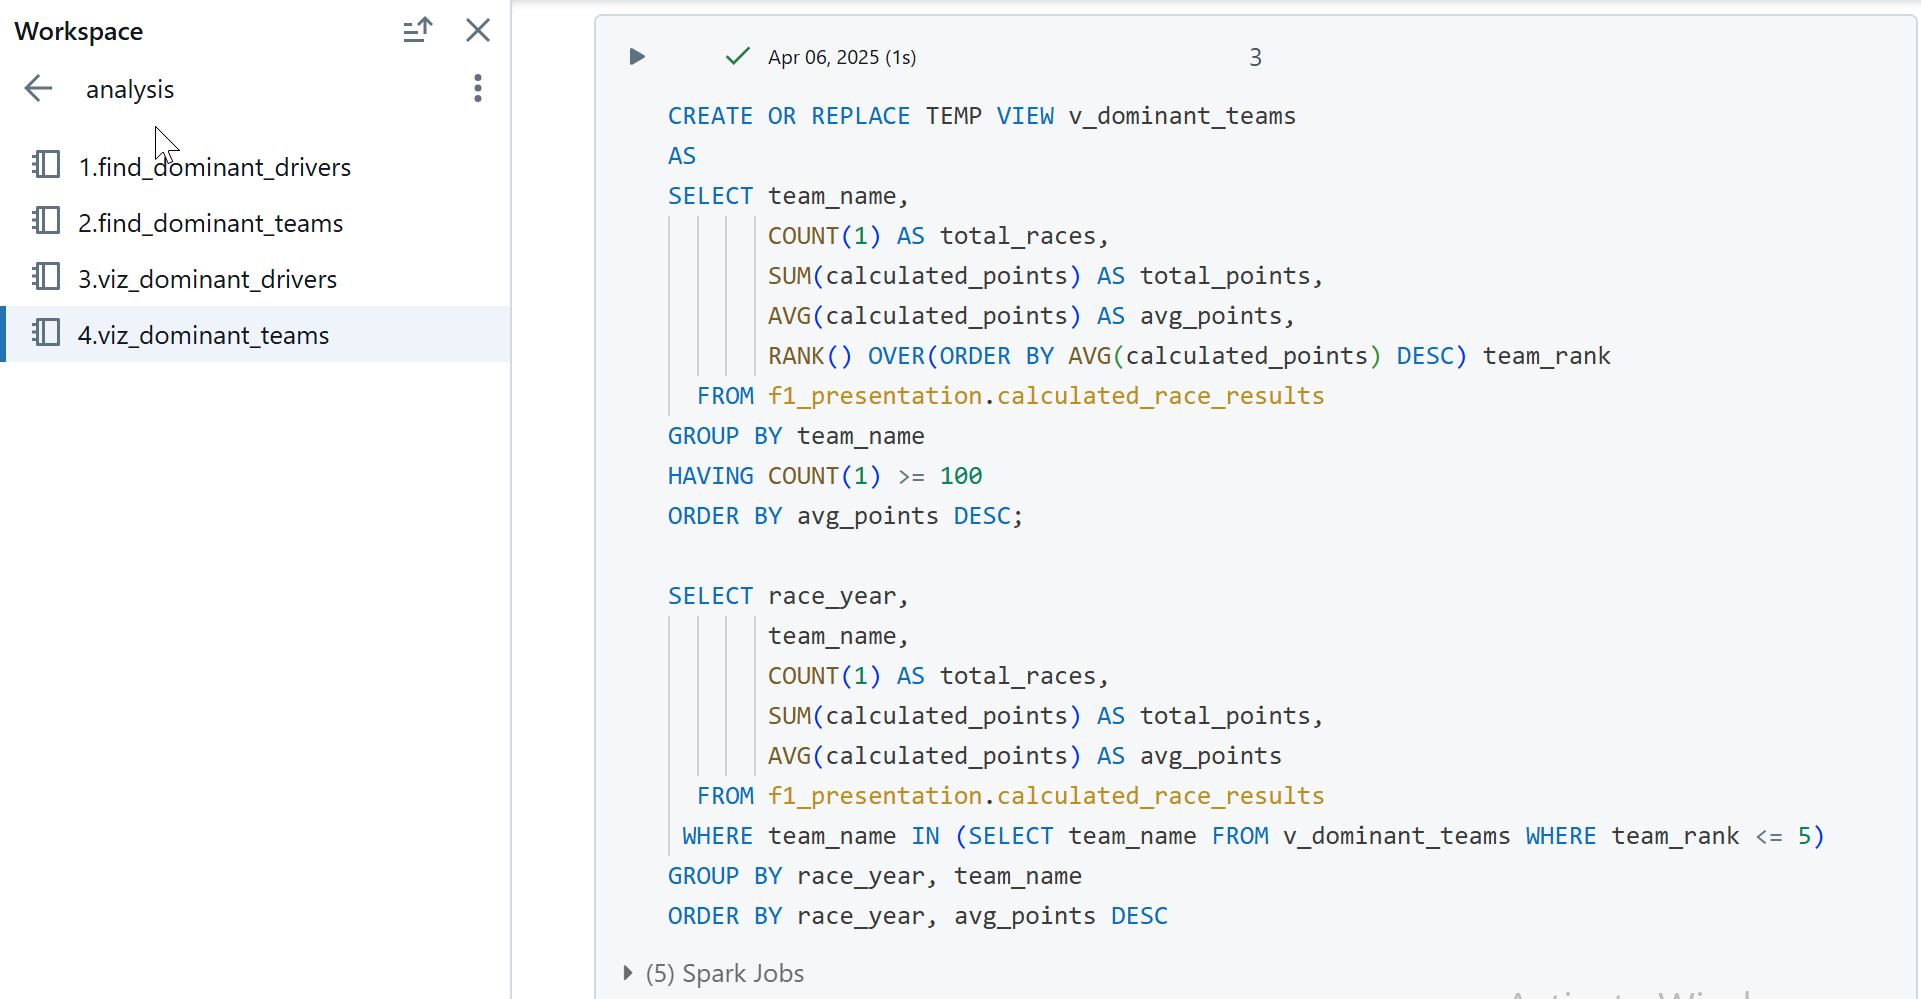 Workspace
analysis
1.find_dominant_drivers
2.find_dominant_teams
3.viz_dominant_drivers
4.viz_dominant_teams
Apr 06, 2025 (1s)
3
CREATE OR REPLACE TEMP VIEW v_dominant_teams
AS
SELECT team_name,
COUNT(1) AS total_races,
SUM(calculated_points) AS total_points,
AVG(calculated_points) AS avg_points,
RANK() OVER(ORDER BY AVG(calculated_points) DESC) team_rank
FROM f1_presentation.calculated_race_results
GROUP BY team_name
HAVING COUNT(1) >= 100
ORDER BY avg_points DESC;
SELECT race_year,
team_name,
COUNT(1) AS total_races,
SUM(calculated_points) AS total_points,
AVG(calculated_points) AS avg_points
FROM f1_presentation.calculated_race_results
WHERE team_name IN (SELECT team_name FROM v_dominant_teams WHERE team_rank <= 5)
GROUP BY race_year, team_name
ORDER BY race_year, avg_points DESC
(5) Spark Jobs